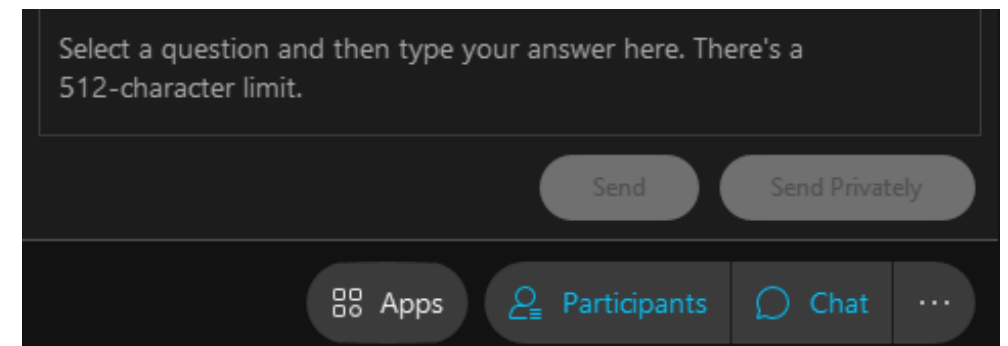 Select a question and then type your answer here. There's a
512-character limit.
Send
Send Privately
Apps
Participants
Chat
...